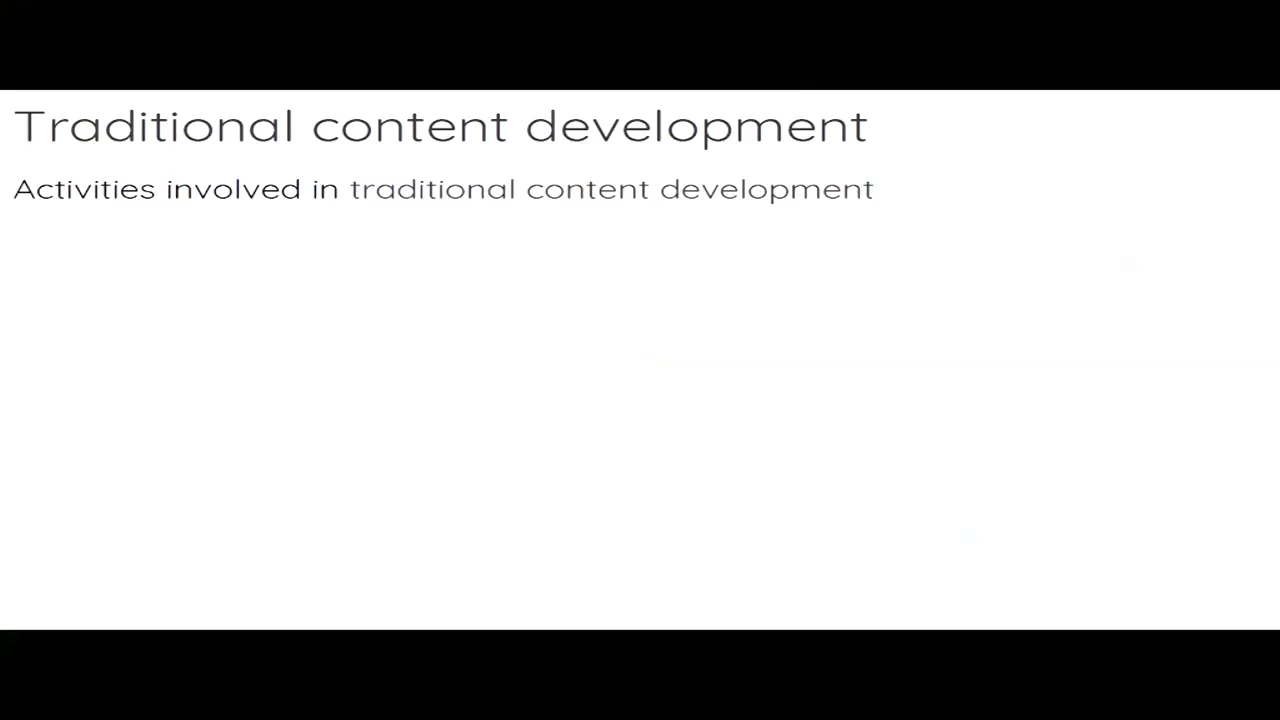 Traditional content development
Activities involved in traditional content development